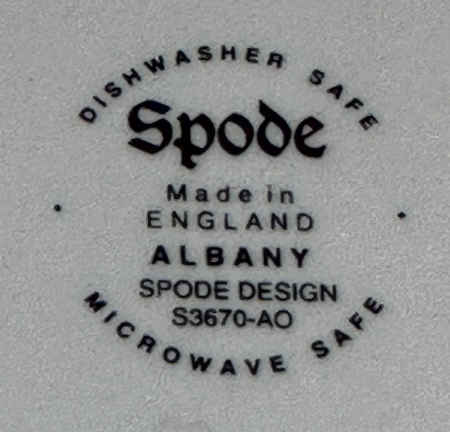 DISHWASHER SAFE
Spode
Made in
ENGLAND
ALBANY
SPODE DESIGN
S3670-AO
MICROWAVE SAFE